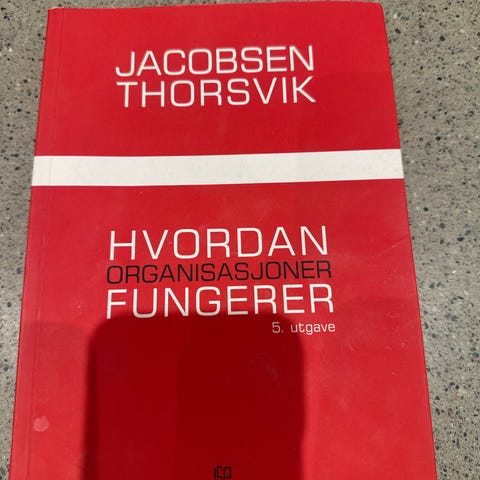 JACOBSEN
THORSVIK
HVORDAN
ORGANISASJONER
FUNGERER
5. utgave